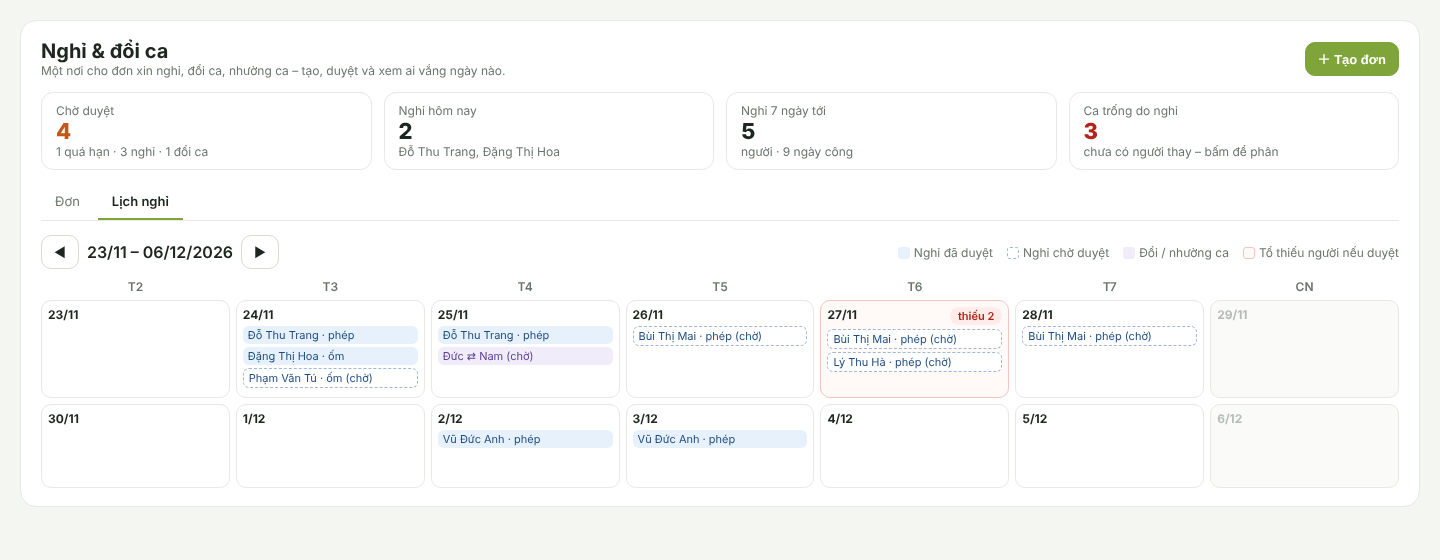 Nghỉ & đổi ca
Một nơi cho đơn xin nghỉ, đổi ca, nhường ca – tạo, duyệt và xem ai vắng ngày nào.
+ Tạo đơn
Chờ duyệt
4
1 quá hạn · 3 nghỉ · 1 đổi ca
Nghỉ hôm nay
2
Đỗ Thu Trang, Đặng Thị Hoa
Nghỉ 7 ngày tới
5
người · 9 ngày công
Ca trống do nghỉ
3
chưa có người thay – bấm để phân
Đơn
Lịch nghỉ
◀ 23/11 – 06/12/2026 ▶
Nghỉ đã duyệt
Nghỉ chờ duyệt
Đổi / nhường ca
Tổ thiếu người nếu duyệt
T2 T3 T4 T5 T6 T7 CN
23/11
24/11
Đỗ Thu Trang · phép
Đặng Thị Hoa · ốm
Phạm Văn Tú · ốm (chờ)
25/11
Đỗ Thu Trang · phép
Đức ⇄ Nam (chờ)
26/11
Bùi Thị Mai · phép (chờ)
27/11 thiếu 2
Bùi Thị Mai · phép (chờ)
Lý Thu Hà · phép (chờ)
28/11
Bùi Thị Mai · phép (chờ)
29/11
30/11
1/12
2/12
Vũ Đức Anh · phép
3/12
Vũ Đức Anh · phép
4/12
5/12
6/12